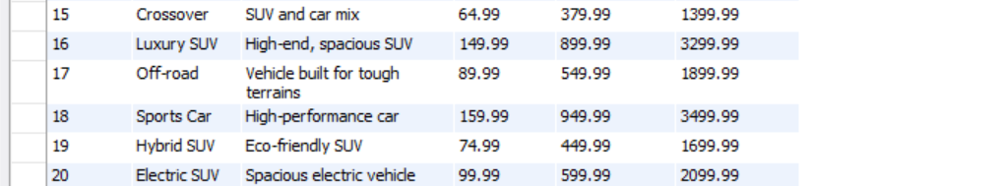 15 Crossover SUV and car mix 64.99 379.99 1399.99
16 Luxury SUV High-end, spacious SUV 149.99 899.99 3299.99
17 Off-road Vehicle built for tough 89.99 549.99 1899.99
terrains
18 Sports Car High-performance car 159.99 949.99 3499.99
19 Hybrid SUV Eco-friendly SUV 74.99 449.99 1699.99
20 Electric SUV Spacious electric vehicle 99.99 599.99 2099.99